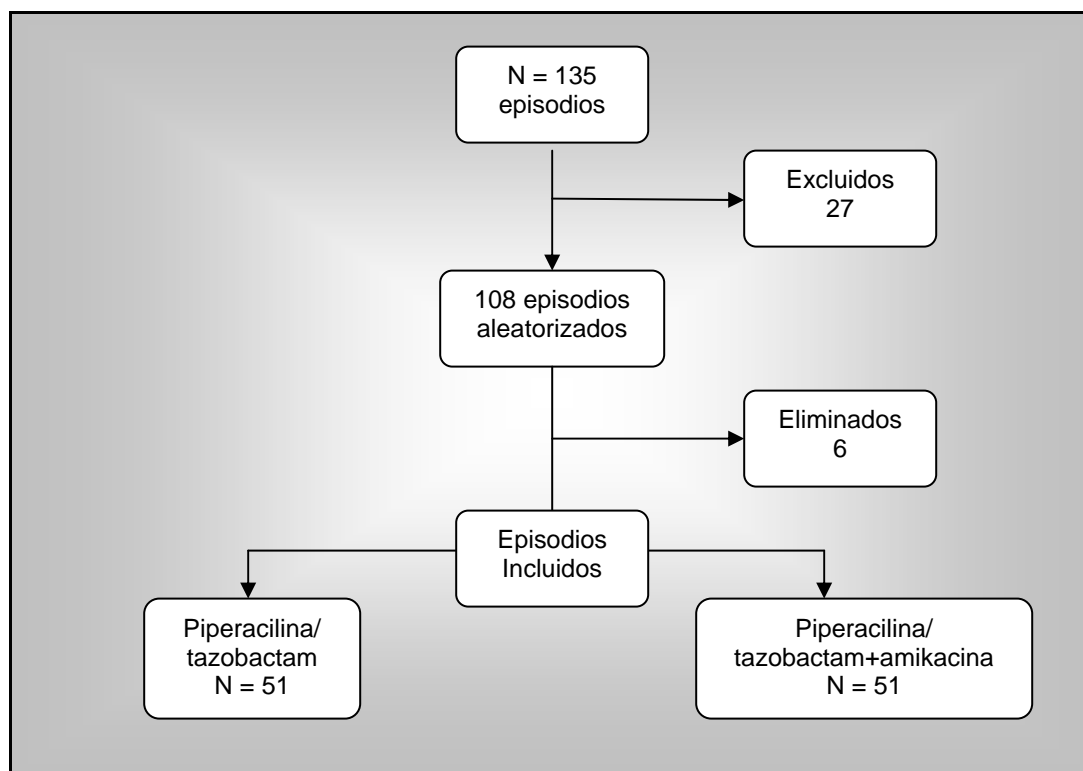 N = 135
episodios
Excluidos
27
108 episodios
aleatorizados
Eliminados
6
Episodios
Incluidos
Piperacilina/
tazobactam
N = 51
Piperacilina/
tazobactam+amikacina
N = 51